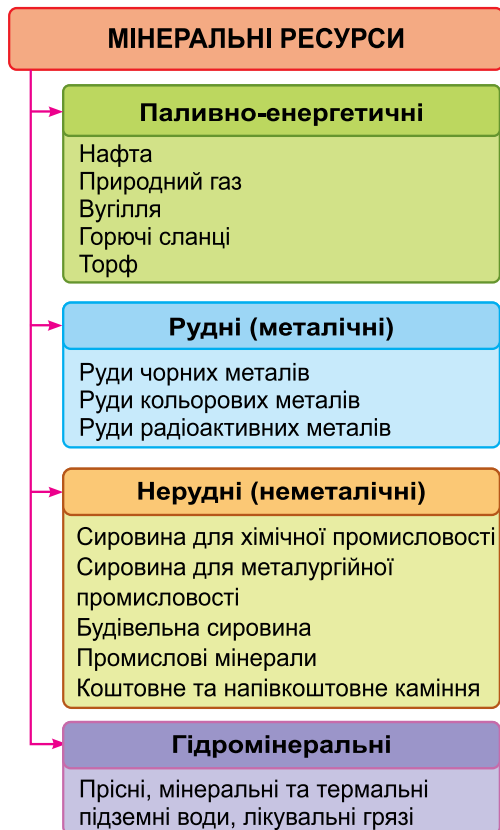 МІНЕРАЛЬНІ РЕСУРСИ
Паливно-енергетичні
Нафта
Природний газ
Вугілля
Горючі сланці
Торф
Рудні (металічні)
Руди чорних металів
Руди кольорових металів
Руди радіоактивних металів
Нерудні (неметалічні)
Сировина для хімічної промисловості
Сировина для металургійної
промисловості
Будівельна сировина
Промислові мінерали
Коштовне та напівкоштовне каміння
Гідромінеральні
Прісні, мінеральні та термальні
підземні води, лікувальні грязі